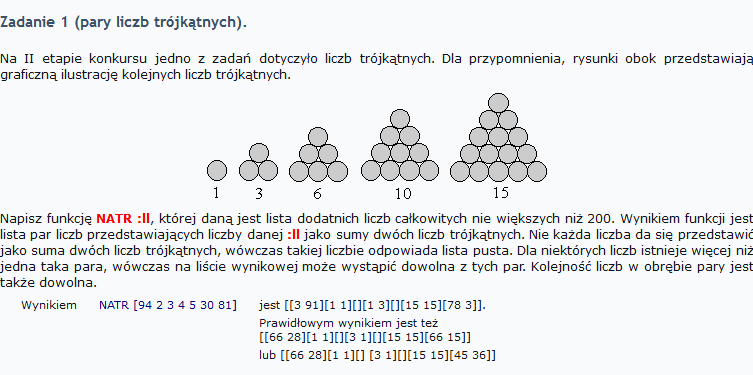 Zadanie 1 (pary liczb trójkątnych).
Na II etapie konkursu jedno z zadań dotyczyło liczb trójkątnych. Dla przypomnienia, rysunki obok przedstawiają
graficzną ilustrację kolejnych liczb trójkątnych.
1 3 6 10 15
Napisz funkcję NATR :ll, której daną jest lista dodatnich liczb całkowitych nie większych niż 200. Wynikiem funkcji jest
lista par liczb przedstawiających liczby danej :ll jako sumy dwóch liczb trójkątnych. Nie każda liczba da się przedstawić
jako suma dwóch liczb trójkątnych, wówczas takiej liczbie odpowiada lista pusta. Dla niektórych liczb istnieje więcej niż
jedna taka para, wówczas na liście wynikowej może wystąpić dowolna z tych par. Kolejność liczb w obrębie pary jest
także dowolna.
Wynikiem NATR [94 2 3 4 5 30 81] jest [[3 91][1 1][][1 3][][15 15][78 3]].
Prawidłowym wynikiem jest też
[[66 28][1 1][][3 1][][15 15][66 15]]
lub [[66 28][1 1][] [3 1][][15 15][45 36]]